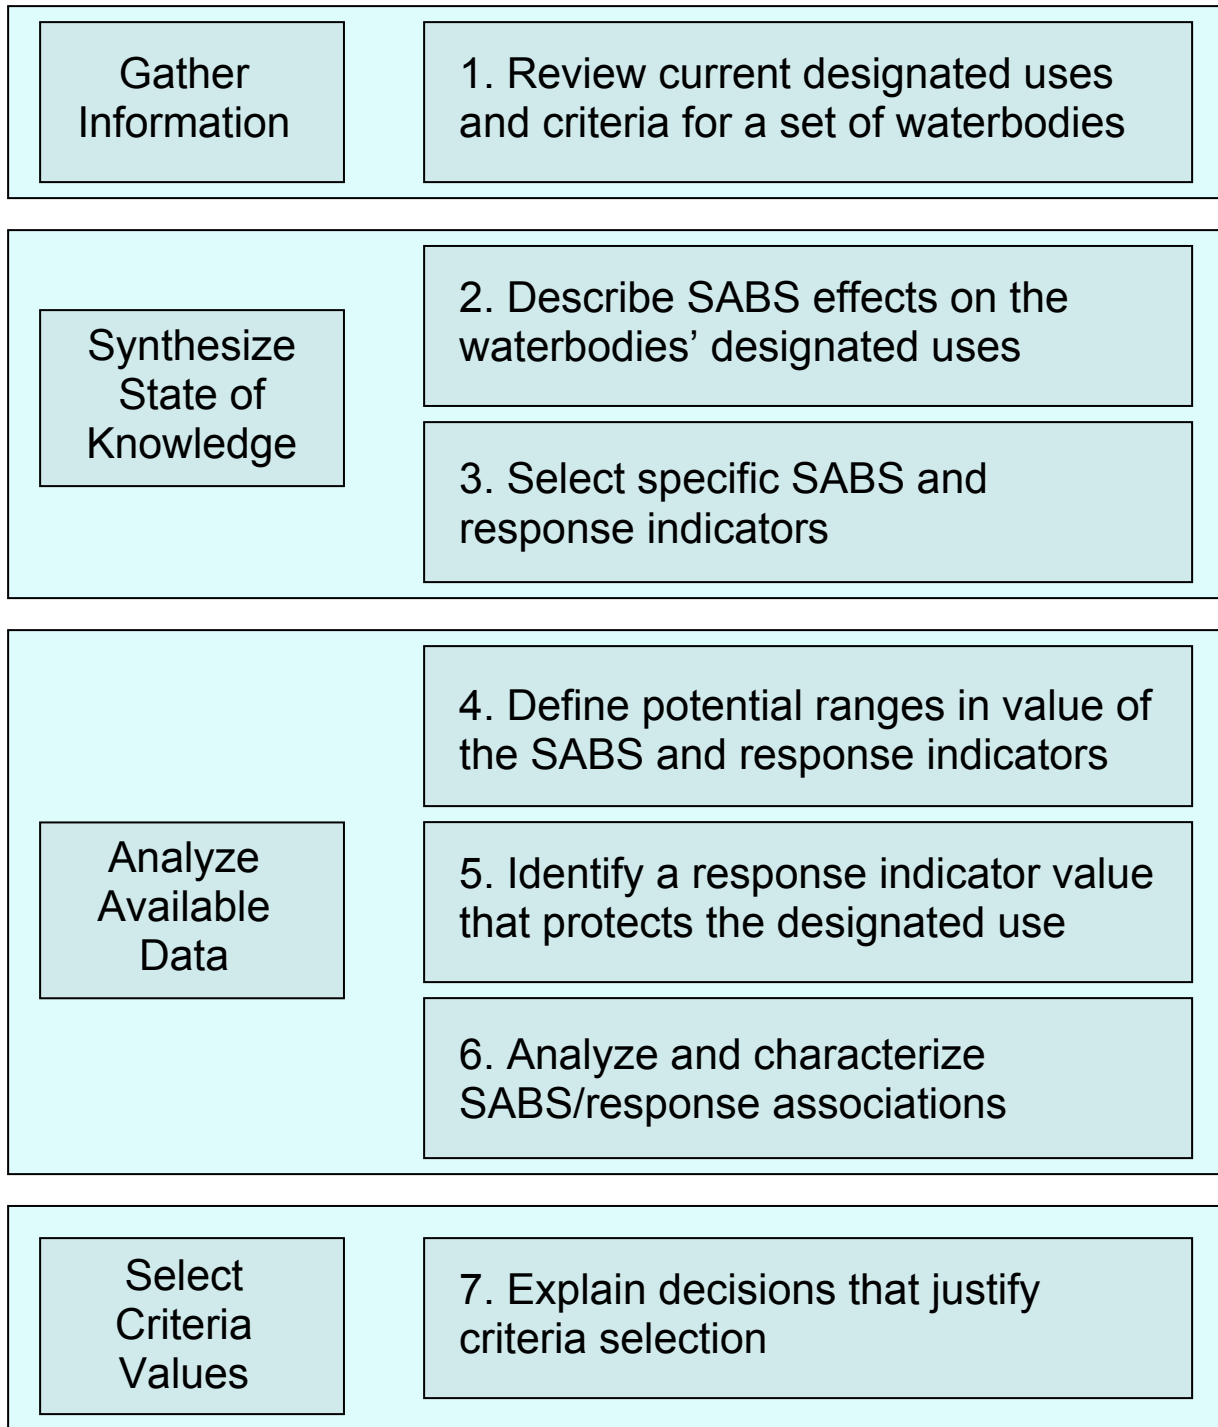 Gather
Information
1. Review current designated uses
and criteria for a set of waterbodies
Synthesize
State of
Knowledge
2. Describe SABS effects on the
waterbodies’ designated uses
3. Select specific SABS and
response indicators
Analyze
Available
Data
4. Define potential ranges in value of
the SABS and response indicators
5. Identify a response indicator value
that protects the designated use
6. Analyze and characterize
SABS/response associations
Select
Criteria
Values
7. Explain decisions that justify
criteria selection